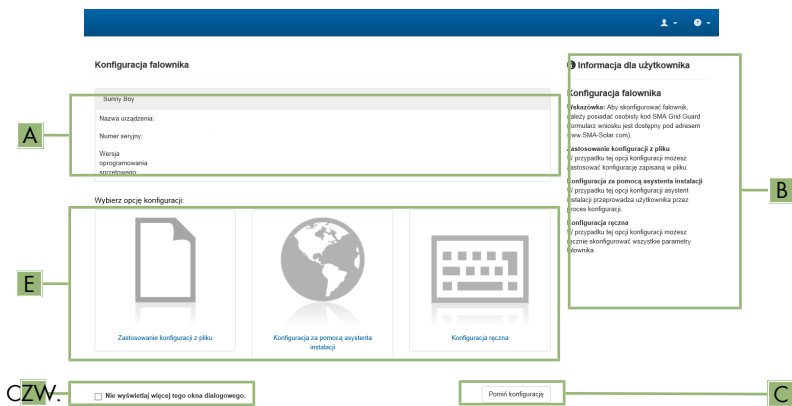 Konfiguracja falownika
Sunny Boy
Nazwa urządzenia:
Numer seryjny:
Wersja
oprogramowania
sprzętowego:
A
Wybierz opcję konfiguracji:
E
Zastosowanie konfiguracji z pliku
Konfiguracja za pomocą asystenta
instalacji
Konfiguracja ręczna
CZW.
Nie wyświetlaj więcej tego okna dialogowego.
Pomiń konfigurację
C
Informacja dla użytkownika
Konfiguracja falownika
Wskazówka: Aby skonfigurować falownik,
należy posiadać osobisty kod SMA Grid Guard
(formularz wniosku jest dostępny pod adresem
www.SMA-Solar.com).
Zastosowanie konfiguracji z pliku
W przypadku tej opcji konfiguracji możesz
zastosować konfigurację zapisaną w pliku.
Konfiguracja za pomocą asystenta instalacji
W przypadku tej opcji konfiguracji asystent
instalacji przeprowadza użytkownika przez
proces konfiguracji.
Konfiguracja ręczna
W przypadku tej opcji konfiguracji możesz
ręcznie skonfigurować wszystkie parametry
falownika.
B